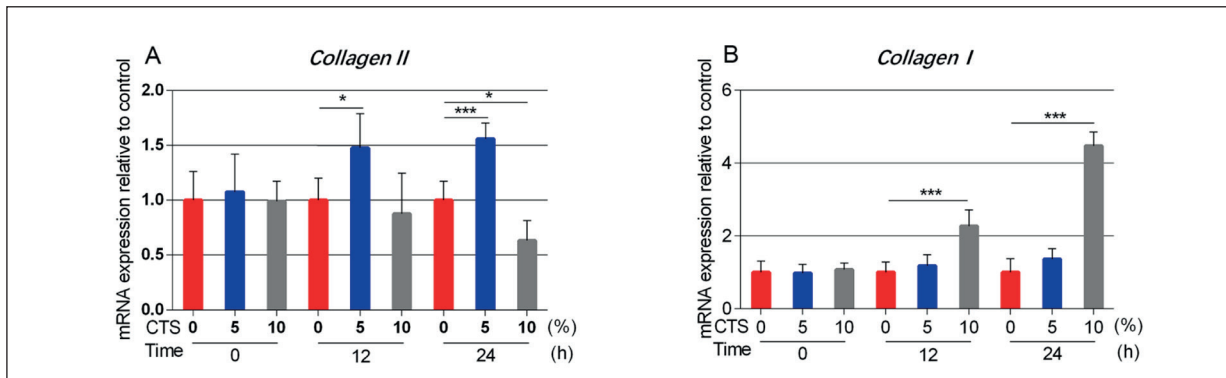 A
Collagen II
mRNA expression relative to control
2.0
1.5
1.0
0.5
0.0
*
*
***
CTS 0 5 10 0 5 10 0 5 10 (%)
Time 0 12 24 (h)
B
Collagen I
mRNA expression relative to control
6
4
2
0
***
***
CTS 0 5 10 0 5 10 0 5 10 (%)
Time 0 12 24 (h)